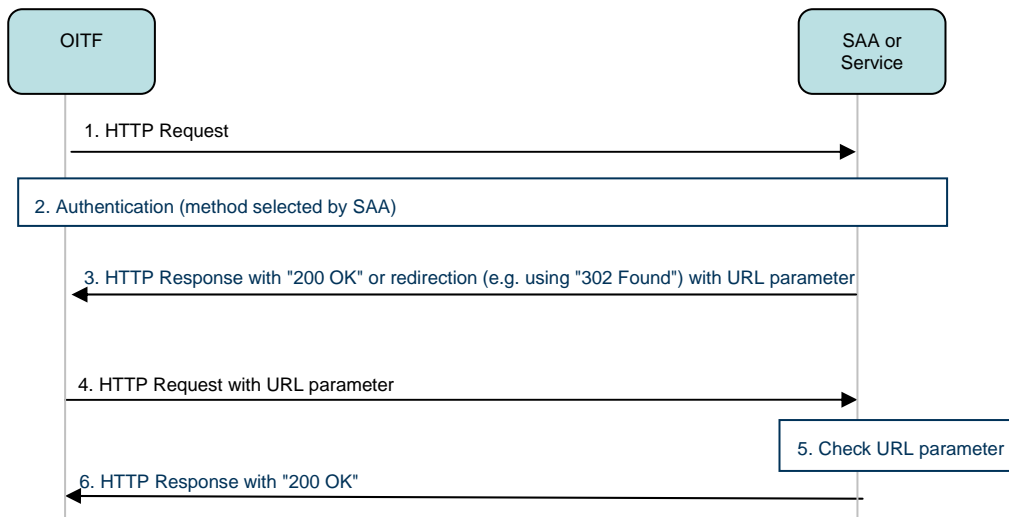 OITF
SAA or
Service
1. HTTP Request
2. Authentication (method selected by SAA)
3. HTTP Response with "200 OK" or redirection (e.g. using "302 Found") with URL parameter
4. HTTP Request with URL parameter
5. Check URL parameter
6. HTTP Response with "200 OK"